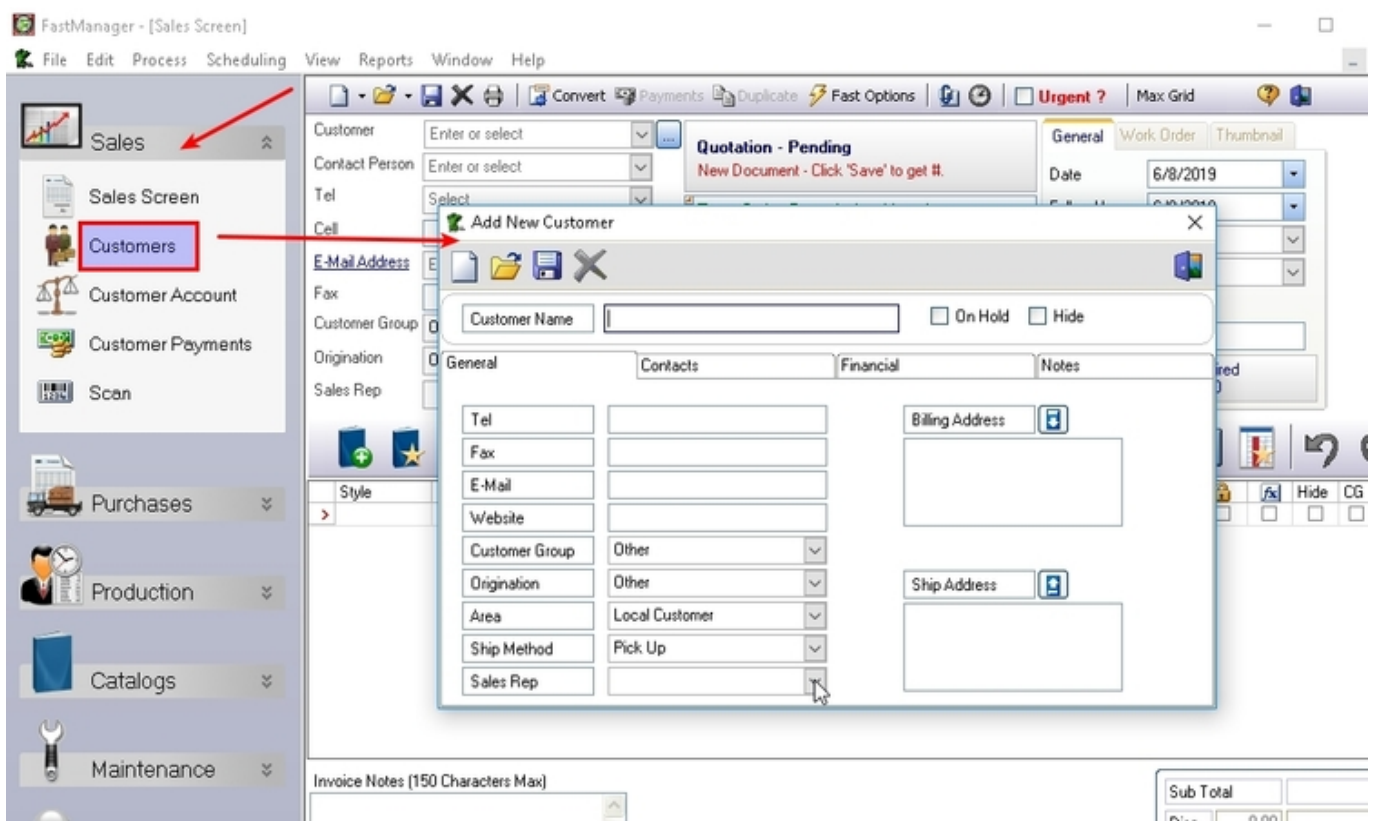 FastManager - [Sales Screen]
File Edit Process Scheduling View Reports Window Help
Convert Payments Duplicate Fast Options Urgent ? Max Grid
Sales
Sales Screen
Customers
Customer Account
Customer Payments
Scan
Purchases
Production
Catalogs
Maintenance
Customer Enter or select
Contact Person Enter or select
Tel Select
Cell
E-Mail Address
Fax
Customer Group
Origination
Sales Rep
Quotation - Pending
New Document - Click 'Save' to get #.
General Work Order Thumbnail
Date 6/8/2019
Add New Customer
Customer Name On Hold Hide
General Contacts Financial Notes
Tel
Fax
E-Mail
Website
Customer Group Other
Origination Other
Area Local Customer
Ship Method Pick Up
Sales Rep
Billing Address
Ship Address
Style
fx Hide CG
Invoice Notes (150 Characters Max)
Sub Total